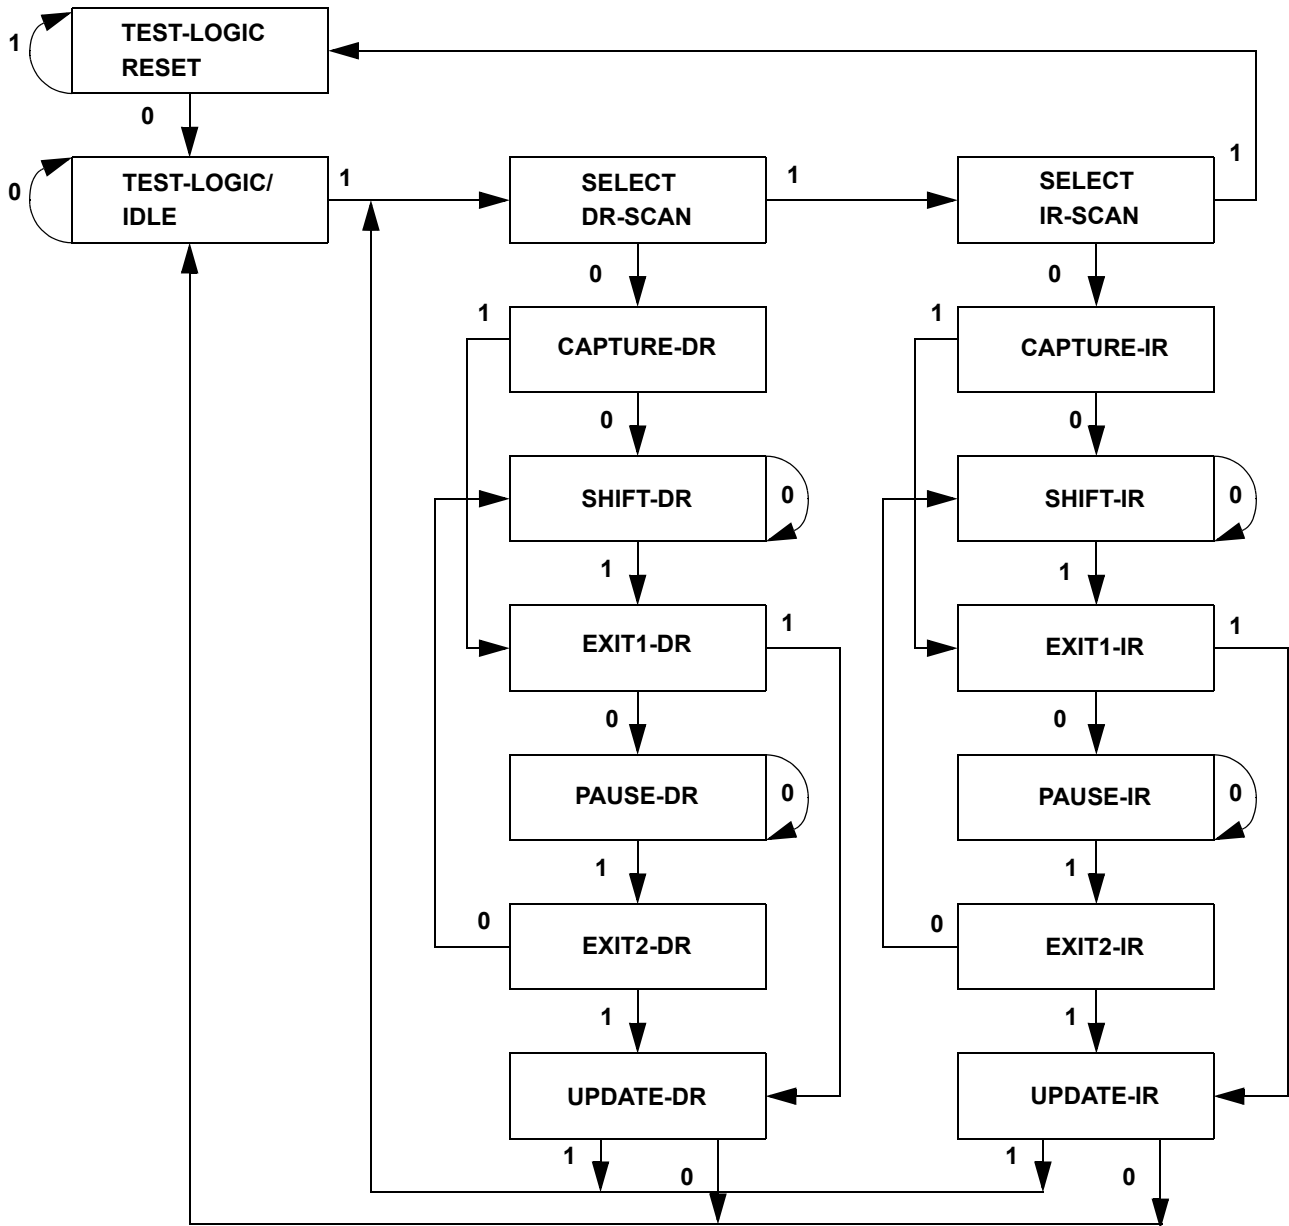 TEST-LOGIC
RESET
1
0
1
TEST-LOGIC/
IDLE
0
1
SELECT
DR-SCAN
1
SELECT
IR-SCAN
0
0
1
CAPTURE-DR
1
CAPTURE-IR
0
0
SHIFT-DR
0
SHIFT-IR
0
1
1
EXIT1-DR
1
EXIT1-IR
1
0
0
PAUSE-DR
0
PAUSE-IR
0
1
1
0
EXIT2-DR
0
EXIT2-IR
1
1
UPDATE-DR
UPDATE-IR
1
0
1
0